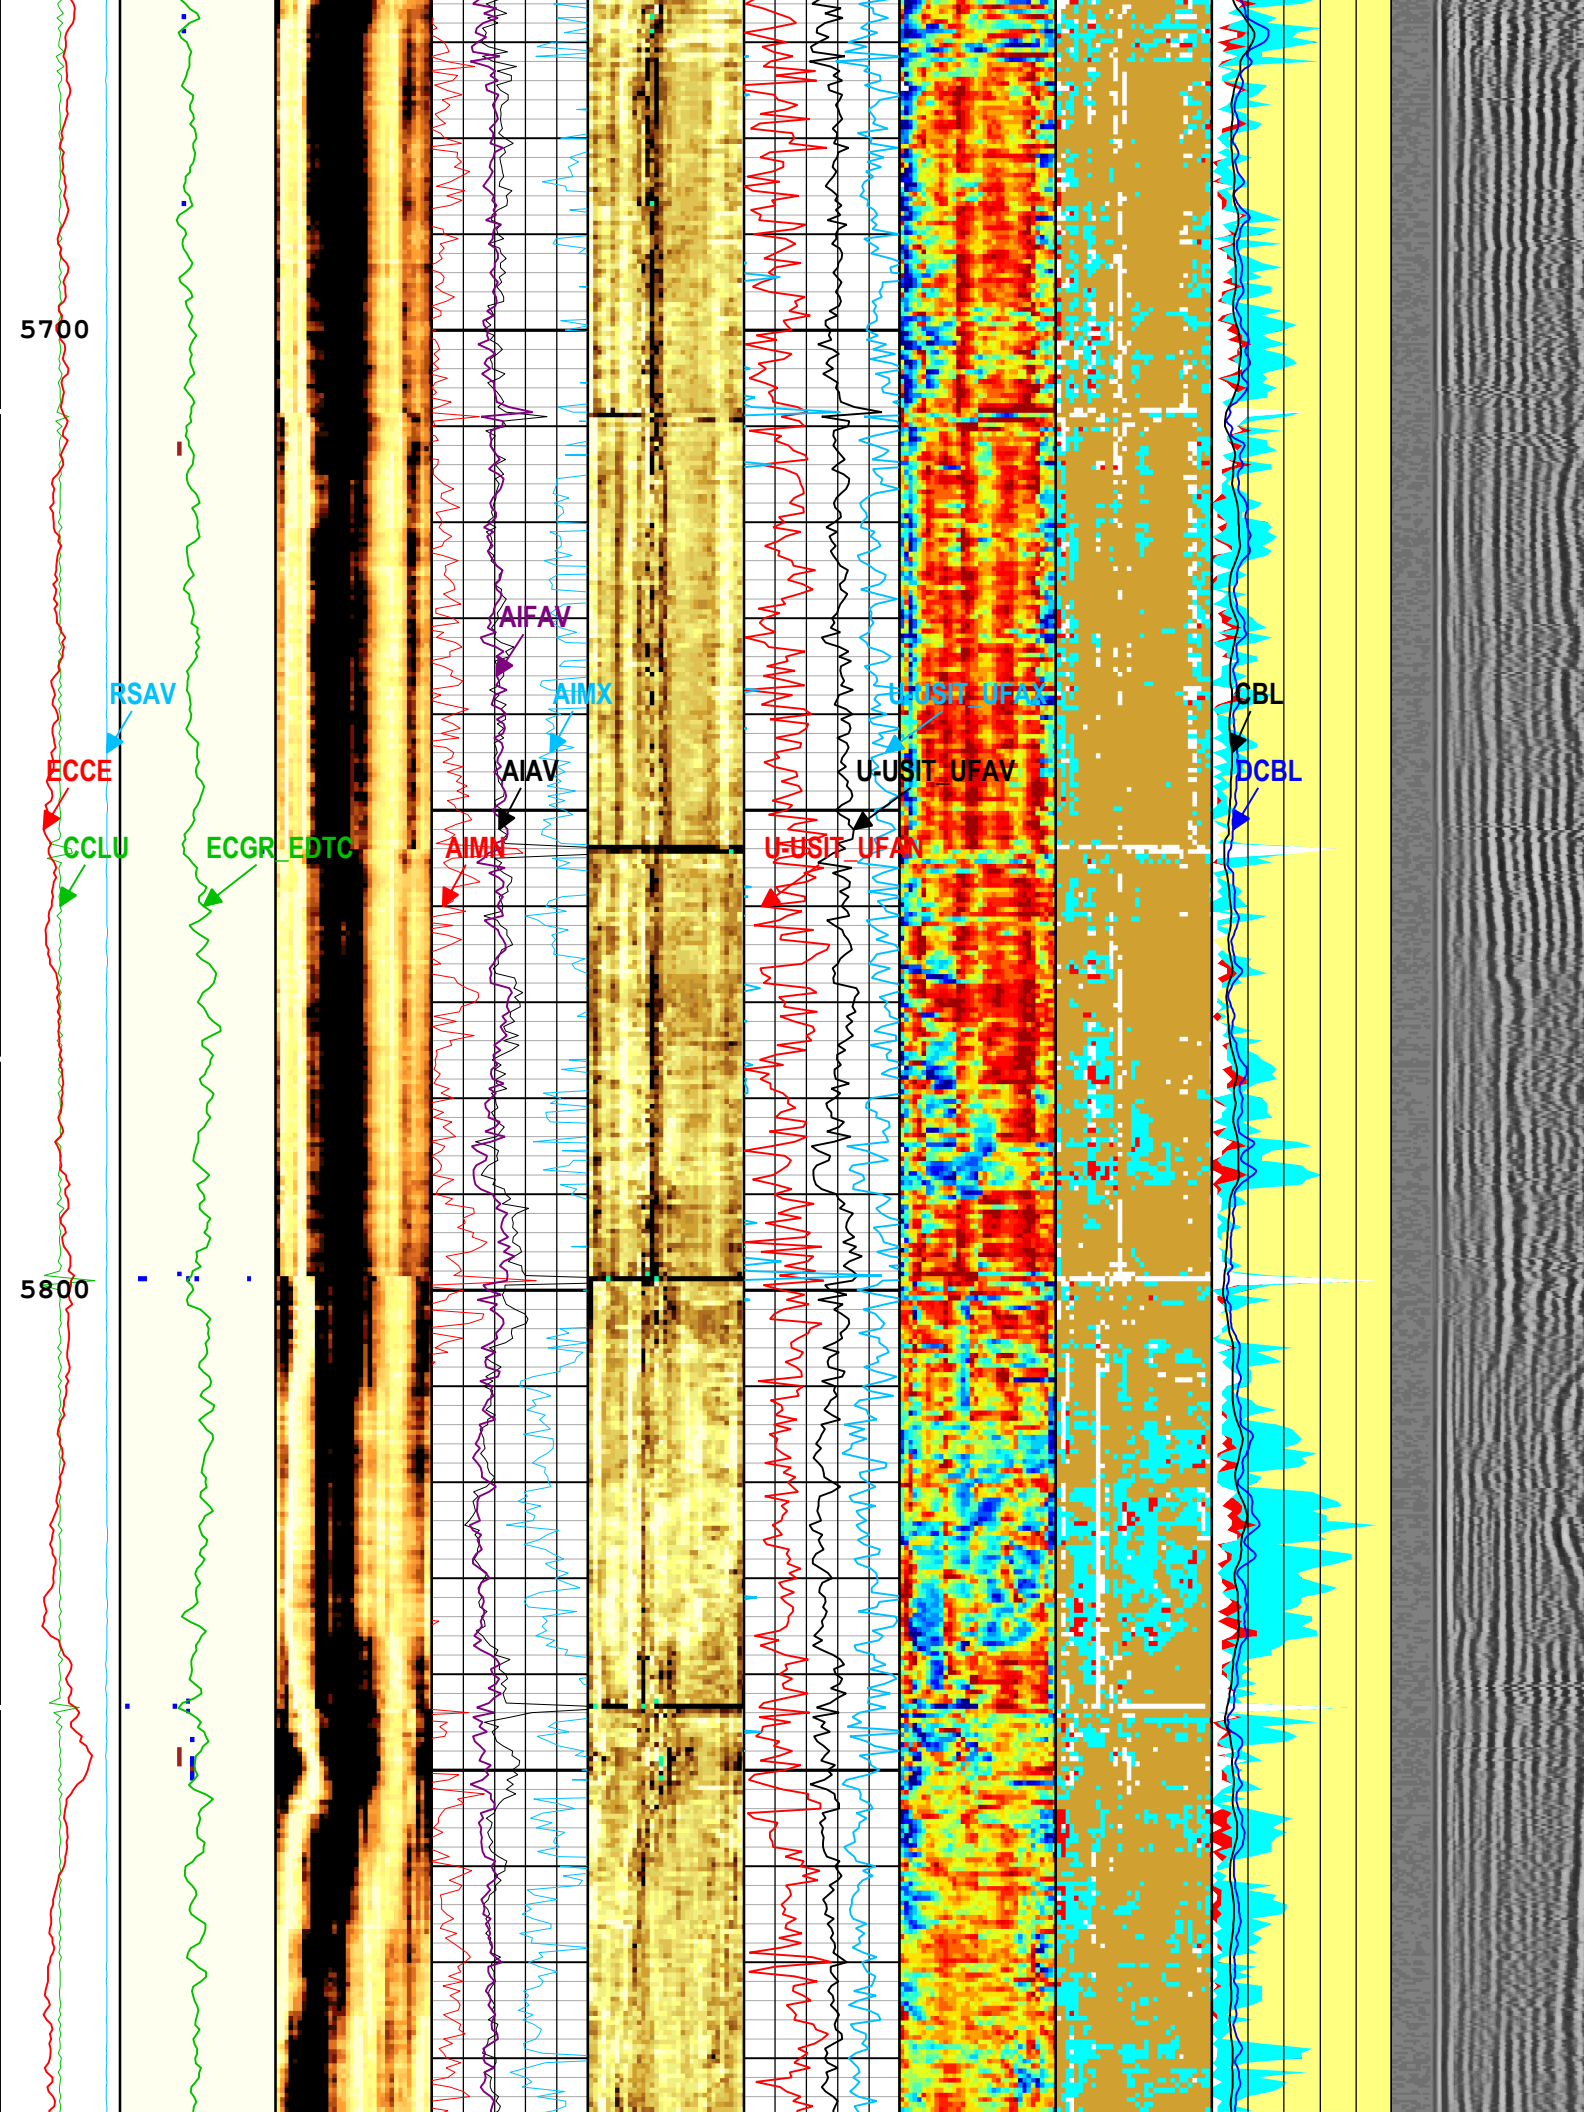 5700
AIFAV
RSAV
AIMX
U-USIT_UFAX
CBL
ECCE
AIAV
U-USIT_UFAV
DCBL
CCLU
ECGR_EDTC
AIMN
U-USIT_UFAN
5800